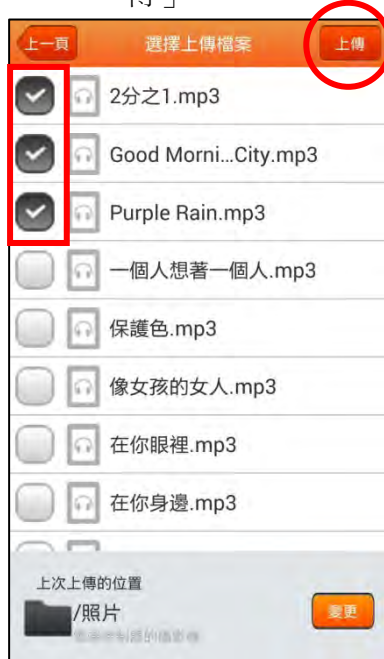 傳」
上一頁 選擇上傳檔案 上傳
2分之1.mp3
Good Morni...City.mp3
Purple Rain.mp3
一個人想著一個人.mp3
保護色.mp3
像女孩的女人.mp3
在你眼裡.mp3
在你身邊.mp3
上次上傳的位置
/照片
變更